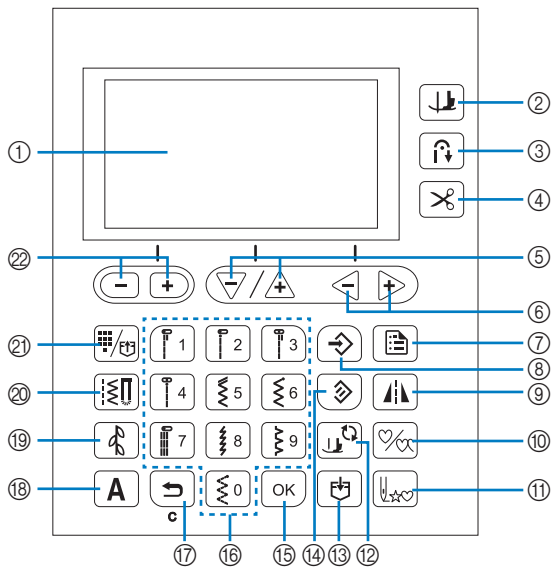 ①
②
③
④
⑤
⑥
㉒ − + − / + − +
㉑ 1 2 3 ⑦
⑧
⑳ 4 5 6 ⑨
⑲ 7 8 9 ⑩
⑱ A 0 OK ⑪
C
⑰ ⑯ ⑮ ⑭ ⑬ ⑫